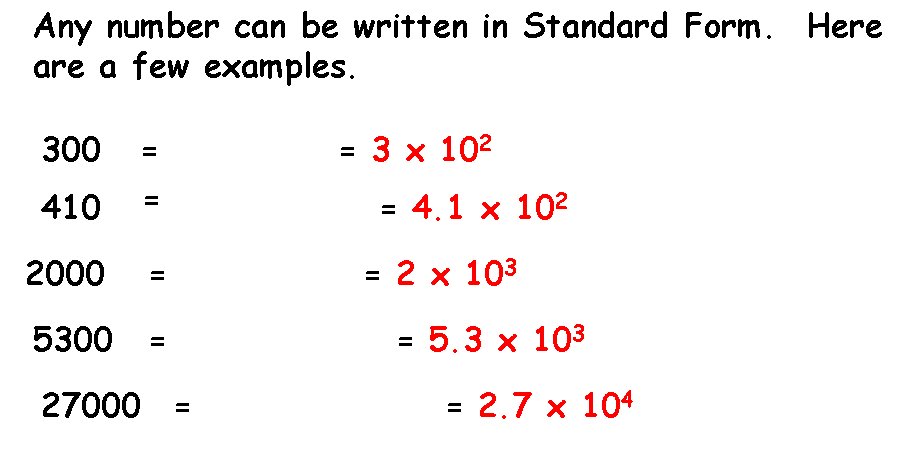 Any number can be written in Standard Form. Here
are a few examples.
300 = = 3 x 10²
410 = = 4.1 x 10²
2000 = = 2 x 10³
5300 = = 5.3 x 10³
27000 = = 2.7 x 10⁴